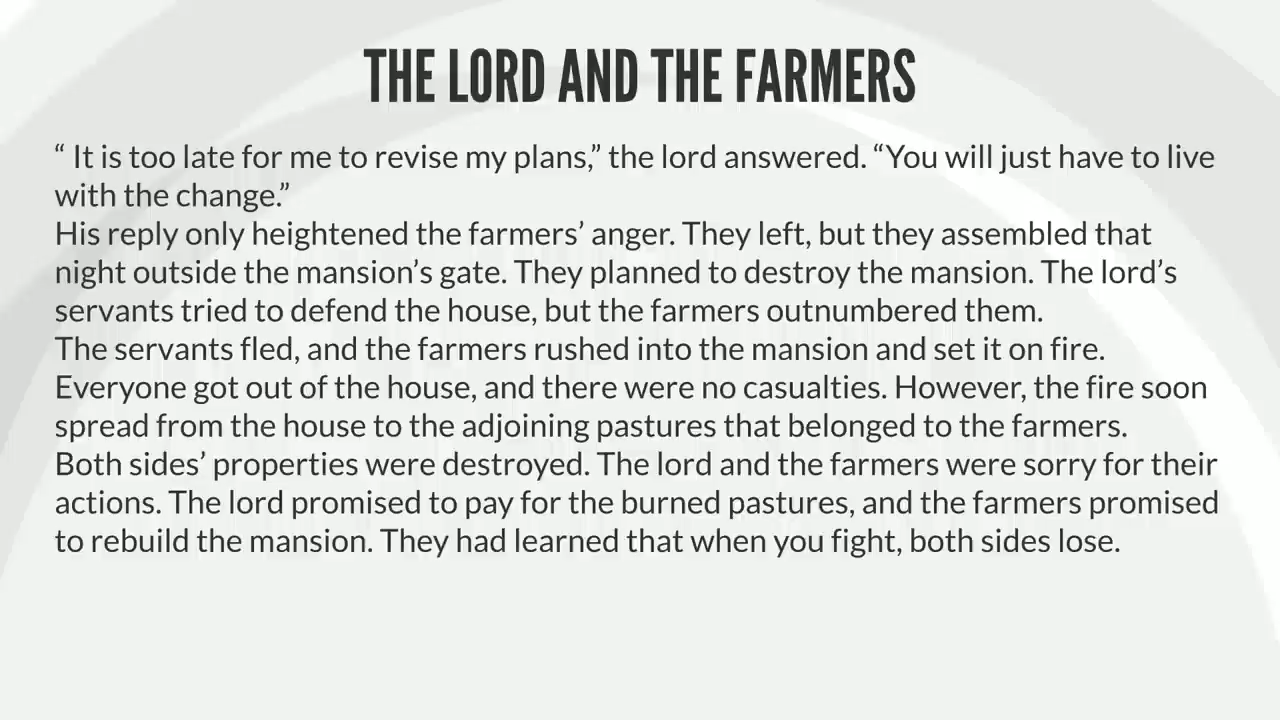 THE LORD AND THE FARMERS
“ It is too late for me to revise my plans,” the lord answered. “You will just have to live
with the change.”
His reply only heightened the farmers’ anger. They left, but they assembled that
night outside the mansion’s gate. They planned to destroy the mansion. The lord’s
servants tried to defend the house, but the farmers outnumbered them.
The servants fled, and the farmers rushed into the mansion and set it on fire.
Everyone got out of the house, and there were no casualties. However, the fire soon
spread from the house to the adjoining pastures that belonged to the farmers.
Both sides’ properties were destroyed. The lord and the farmers were sorry for their
actions. The lord promised to pay for the burned pastures, and the farmers promised
to rebuild the mansion. They had learned that when you fight, both sides lose.